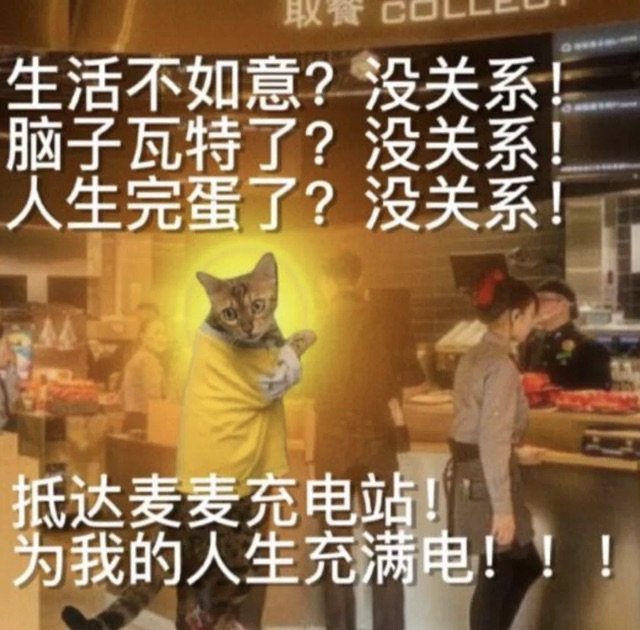 取餐 COLLECT
生活不如意？没关系！
脑子瓦特了？没关系！
人生完蛋了？没关系！
抵达麦麦充电站！
为我的人生充满电！！！